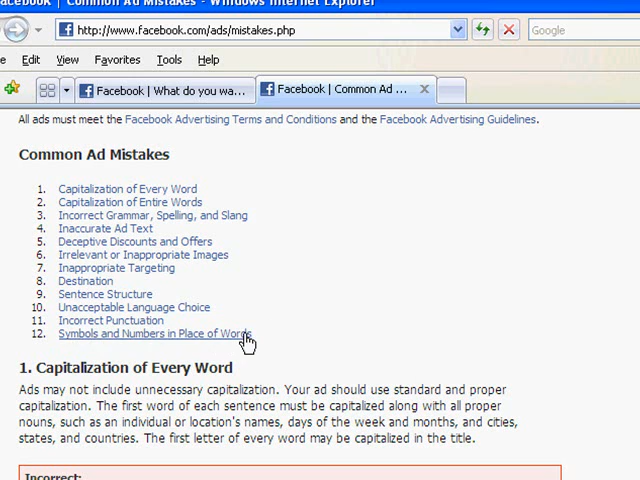 acebook | Common Ad Mistakes - Windows Internet Explorer
http://www.facebook.com/ads/mistakes.php
Google
Edit View Favorites Tools Help
Facebook | What do you wa...
Facebook | Common Ad ...
All ads must meet the Facebook Advertising Terms and Conditions and the Facebook Advertising Guidelines.
Common Ad Mistakes
1. Capitalization of Every Word
2. Capitalization of Entire Words
3. Incorrect Grammar, Spelling, and Slang
4. Inaccurate Ad Text
5. Deceptive Discounts and Offers
6. Irrelevant or Inappropriate Images
7. Inappropriate Targeting
8. Destination
9. Sentence Structure
10. Unacceptable Language Choice
11. Incorrect Punctuation
12. Symbols and Numbers in Place of Words
1. Capitalization of Every Word
Ads may not include unnecessary capitalization. Your ad should use standard and proper
capitalization. The first word of each sentence must be capitalized along with all proper
nouns, such as an individual or location's names, days of the week and months, and cities,
states, and countries. The first letter of every word may be capitalized in the title.
Incorrect: